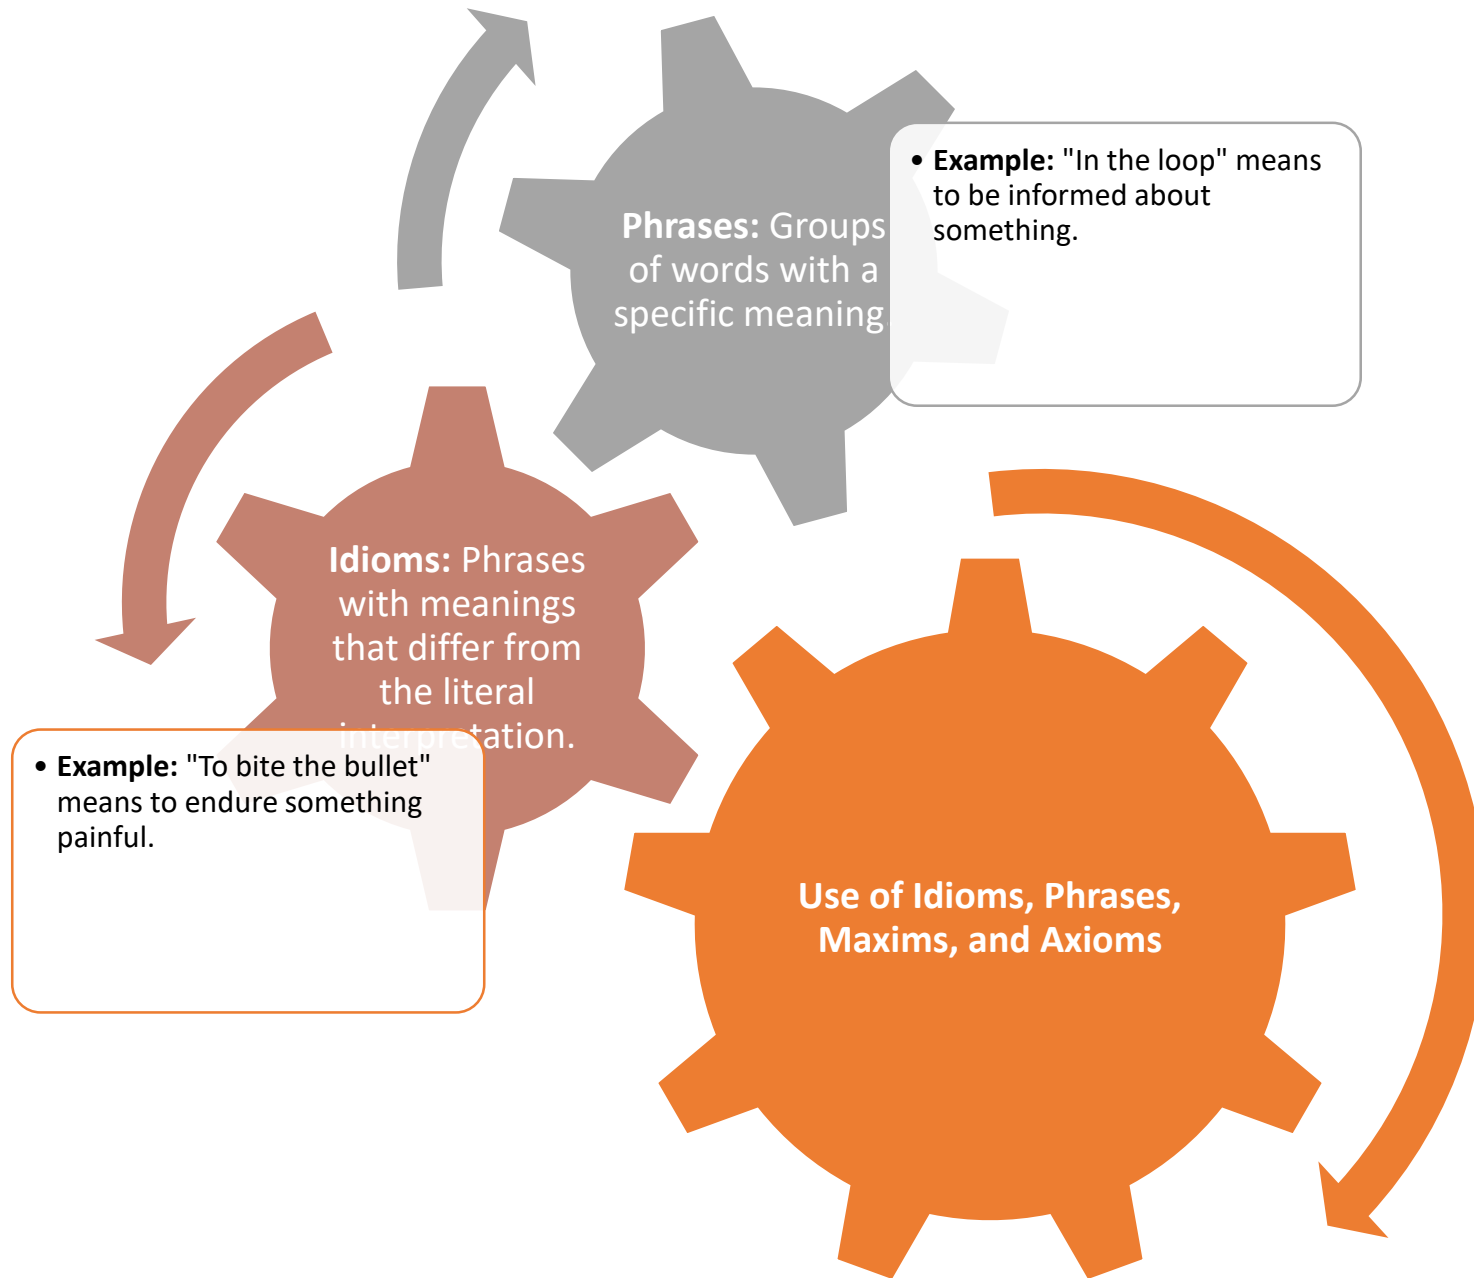 Phrases: Groups
of words with a
specific meaning.
• Example: "In the loop" means
to be informed about
something.
Idioms: Phrases
with meanings
that differ from
the literal
interpretation.
• Example: "To bite the bullet"
means to endure something
painful.
Use of Idioms, Phrases,
Maxims, and Axioms